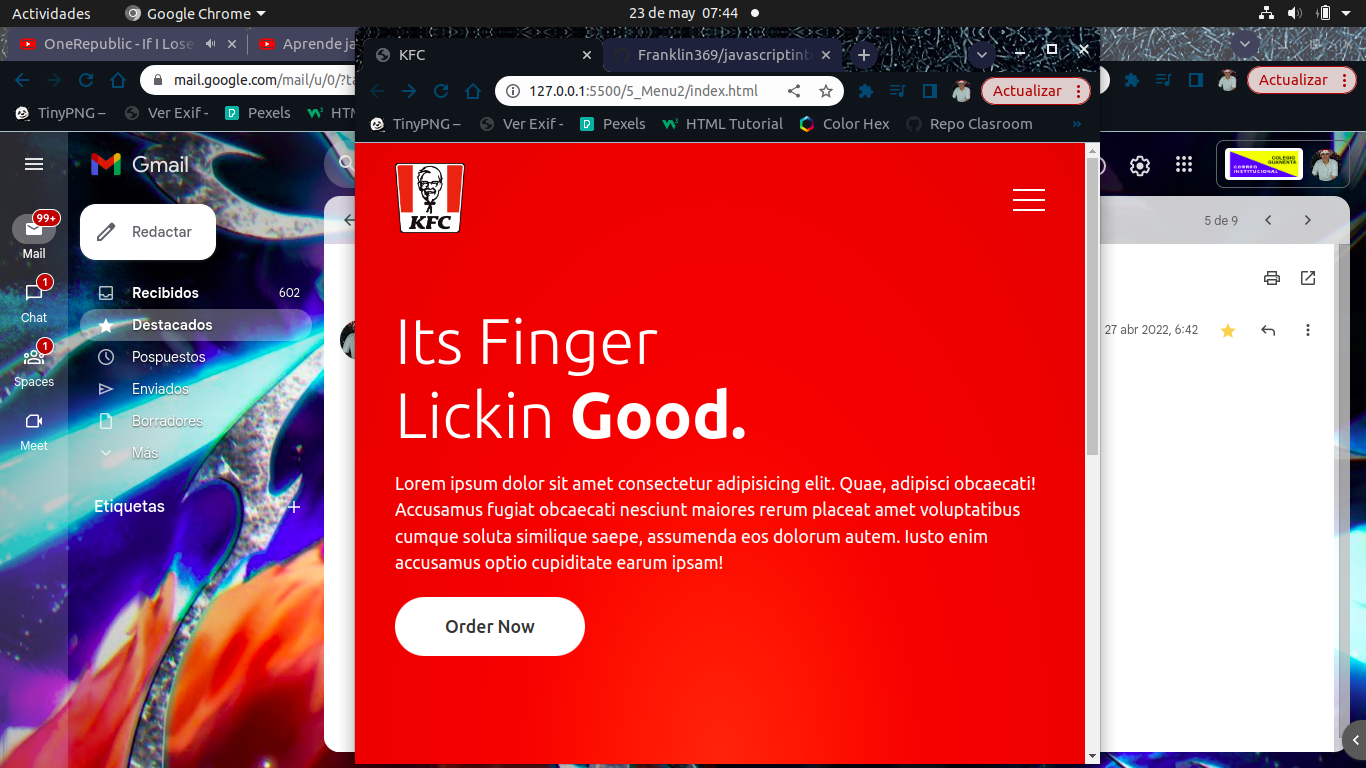 Actividades
Google Chrome
23 de may 07:44
OneRepublic - If I Lose
Aprende ja
KFC
Franklin369/javascriptint
mail.google.com/mail/u/0/?ta
127.0.0.1:5500/5_Menu2/index.html
Actualizar
Actualizar
TinyPNG –
Ver Exif -
Pexels
HTM
TinyPNG –
Ver Exif -
Pexels
HTML Tutorial
Color Hex
Repo Clasroom
»
Gmail
COLEGIO
GUANENTÁ
CORREO
INSTITUCIONAL
Redactar
5 de 9
99+
Mail
1
Chat
1
Spaces
Meet
Recibidos
602
Destacados
Pospuestos
Enviados
Borradores
Más
Etiquetas
27 abr 2022, 6:42
KFC
Its Finger
Lickin Good.
Lorem ipsum dolor sit amet consectetur adipisicing elit. Quae, adipisci obcaecati!
Accusamus fugiat obcaecati nesciunt maiores rerum placeat amet voluptatibus
cumque soluta similique saepe, assumenda eos dolorum autem. Iusto enim
accusamus optio cupiditate earum ipsam!
Order Now